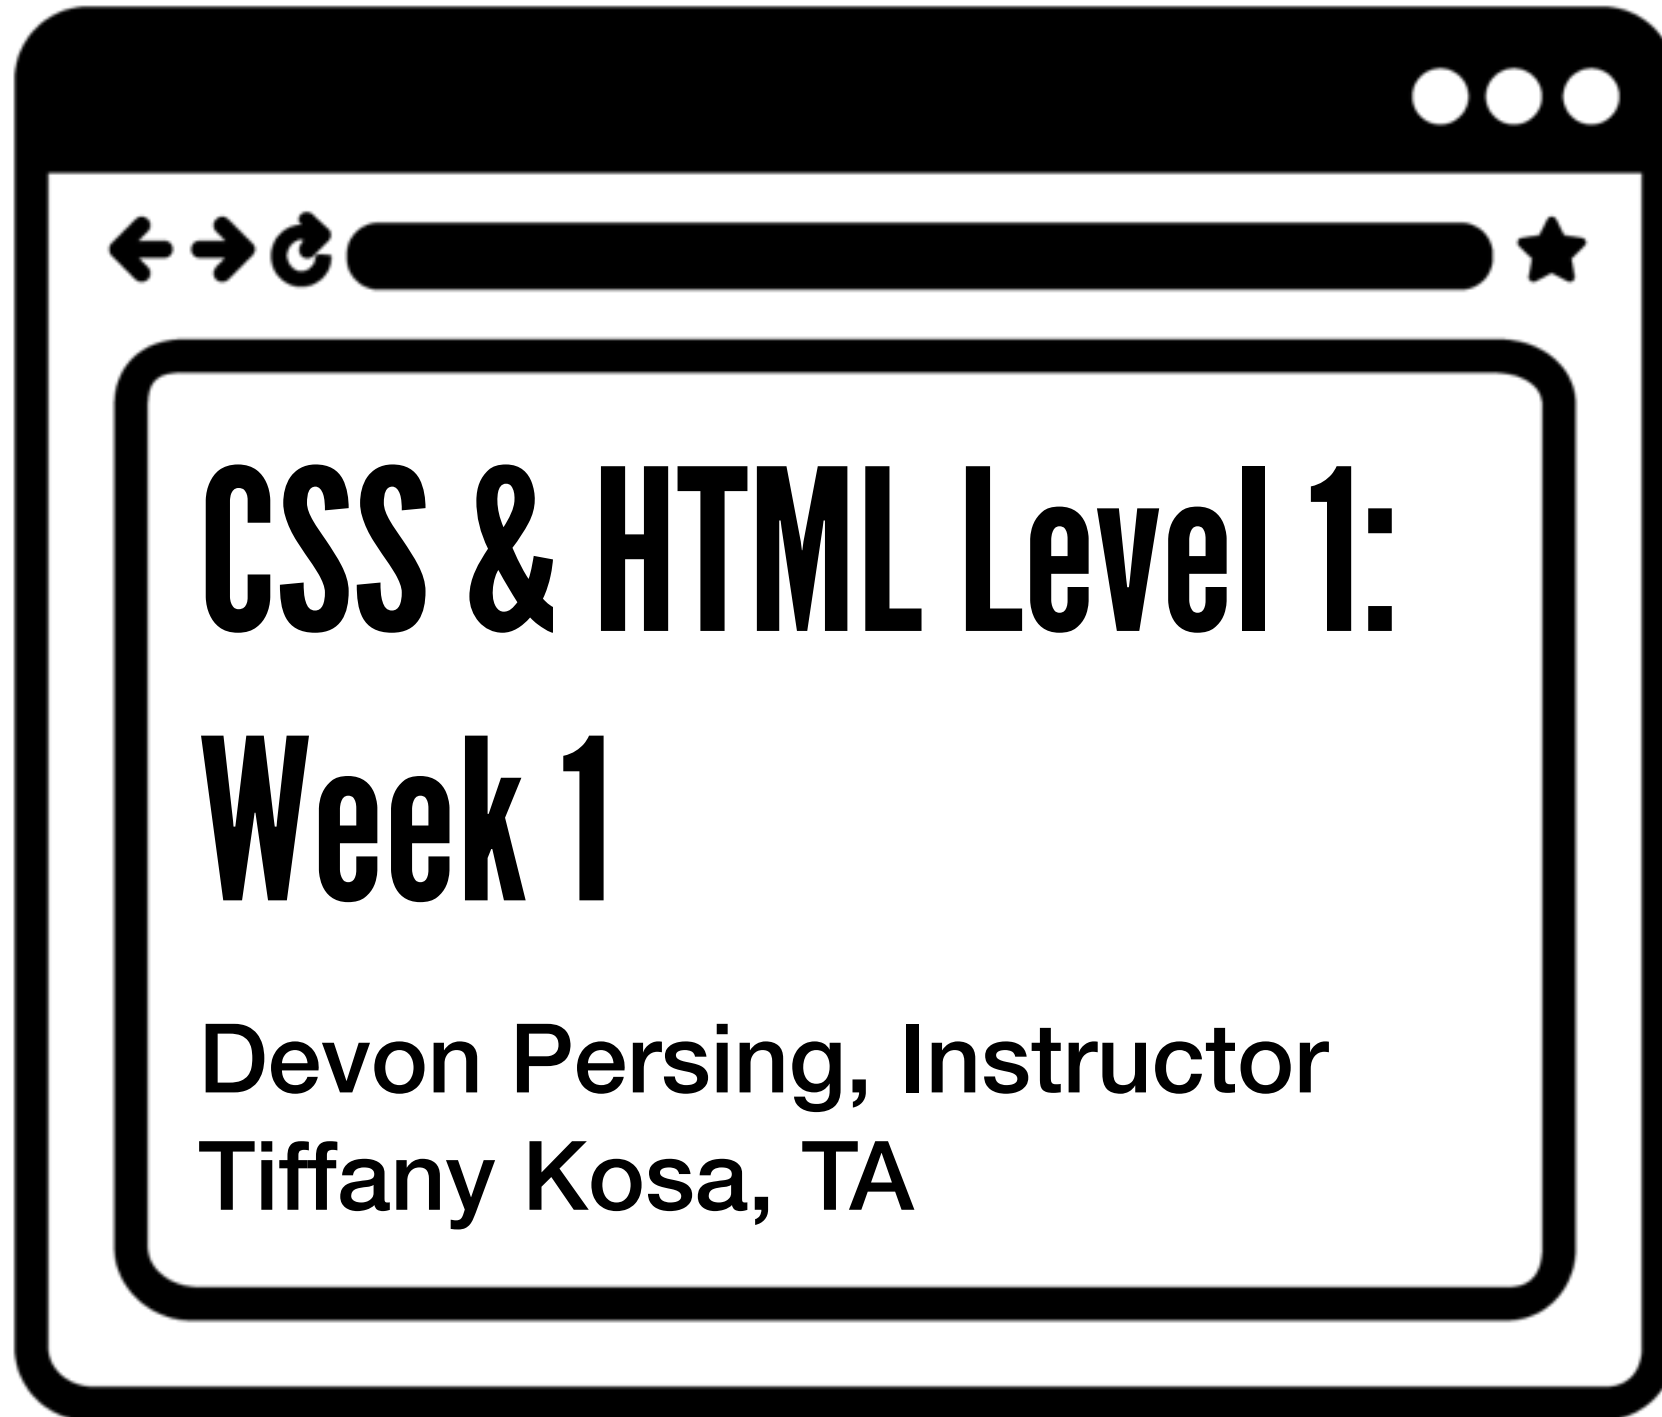 CSS & HTML Level 1:
Week 1
Devon Persing, Instructor
Tiffany Kosa, TA